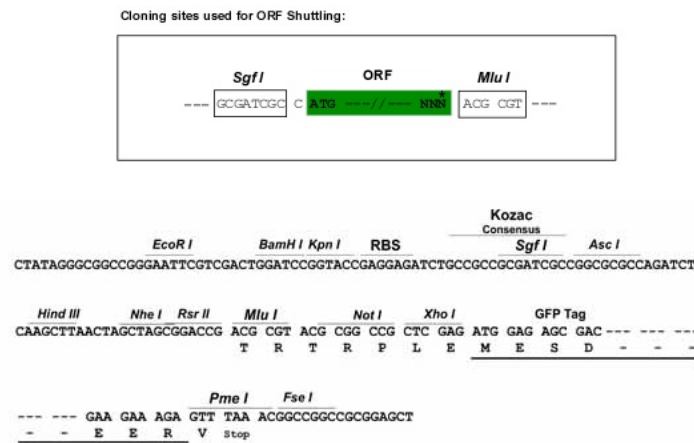 Cloning sites used for ORF Shuttling:
Sgf I ORF Mlu I
*
--- GCGATCGC C ATG ---//--- NNN ACG CGT ---
Kozac
Consensus
EcoR I BamH I Kpn I RBS Sgf I Asc I
CTATAGGGCGGCCGGGAATTCGTCGACTGGATCCGGTACCGAGGAGATCTGCCGCCGCGATCGCCGGCGCGCCAGATCT
Hind III Nhe I Rsr II Mlu I Not I Xho I GFP Tag
CAAGCTTAACTAGCTAGCGGACCG ACG CGT ACG CGG CCG CTC GAG ATG GAG AGC GAC--- --- ---
T R T R P L E M E S D - - -
Pme I Fse I
--- --- GAA GAA AGA GTT TAA ACGGCCGGCCGCGGAGCT
- - E E R V Stop